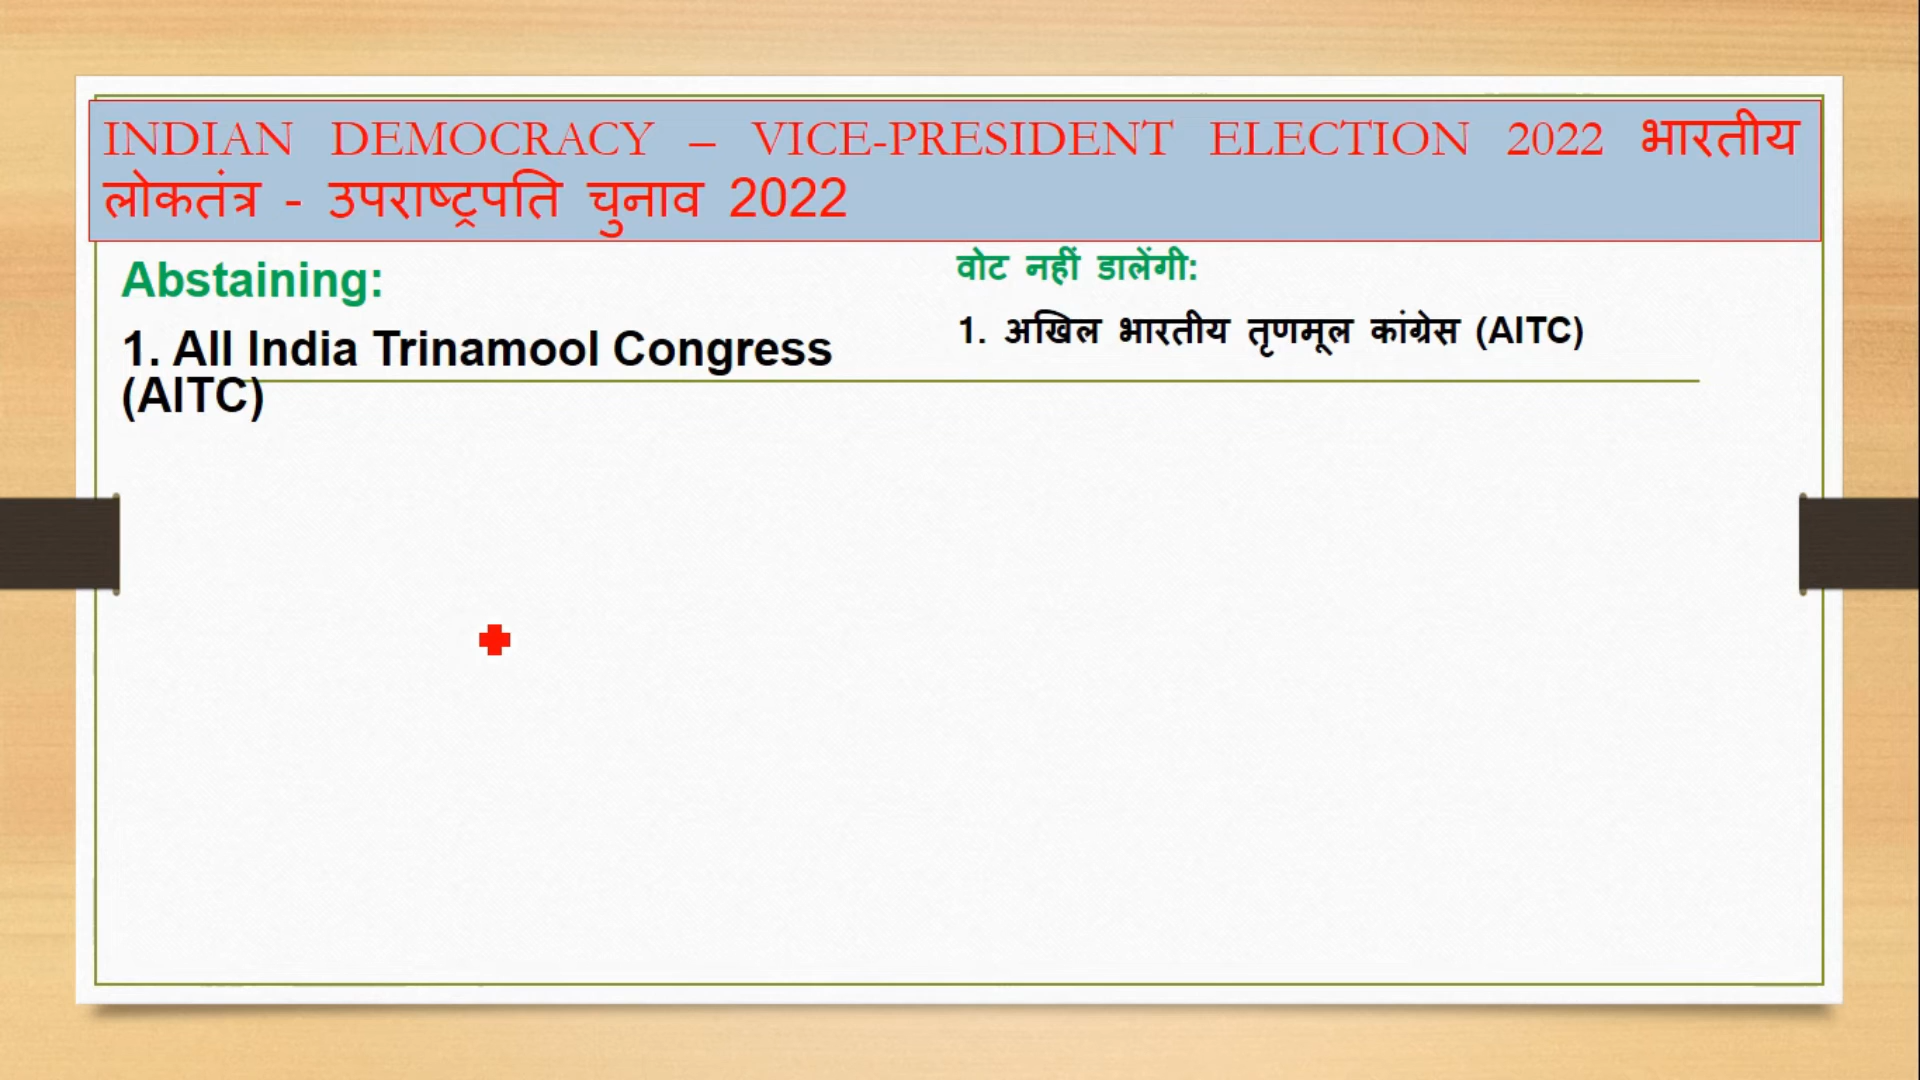 INDIAN DEMOCRACY – VICE-PRESIDENT ELECTION 2022 भारतीय
लोकतंत्र - उपराष्ट्रपति चुनाव 2022
Abstaining:
1. All India Trinamool Congress
(AITC)
वोट नहीं डालेंगी:
1. अखिल भारतीय तृणमूल कांग्रेस (AITC)